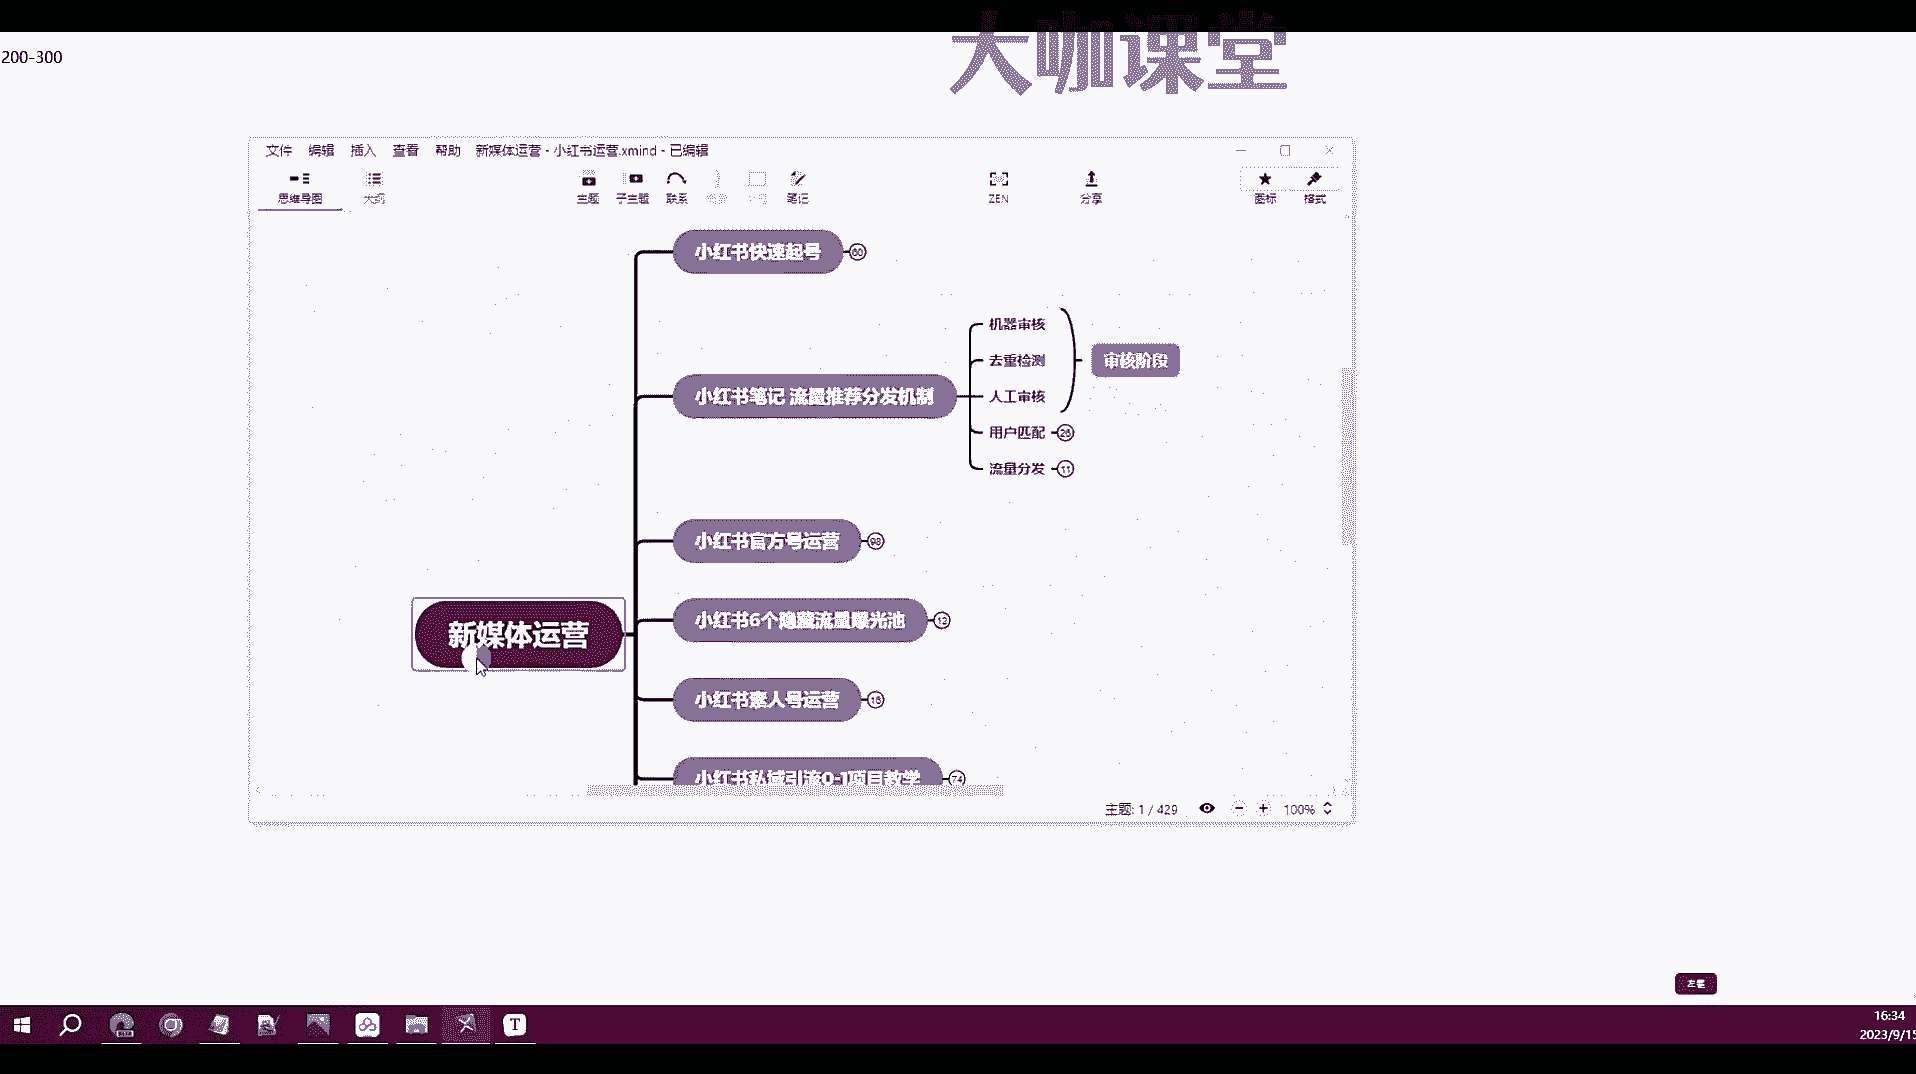 大咖课堂
200-300
文件 编辑 插入 查看 帮助 新媒体运营 - 小红书运营.xmind - 已编辑
思维导图 大纲 主题 子主题 联系 笔记 ZEN 分享 图标 格式
小红书快速起号 60
机器审核
去重检测
人工审核
审核阶段
小红书笔记 流量推荐分发机制
用户匹配 26
流量分发 11
小红书官方号运营 98
小红书6个隐藏流量曝光池 12
新媒体运营
小红书素人号运营 15
小红书私域引流0-1项目教学 74
主题: 1 / 429 100%
左键
T
16:34
2023/9/15